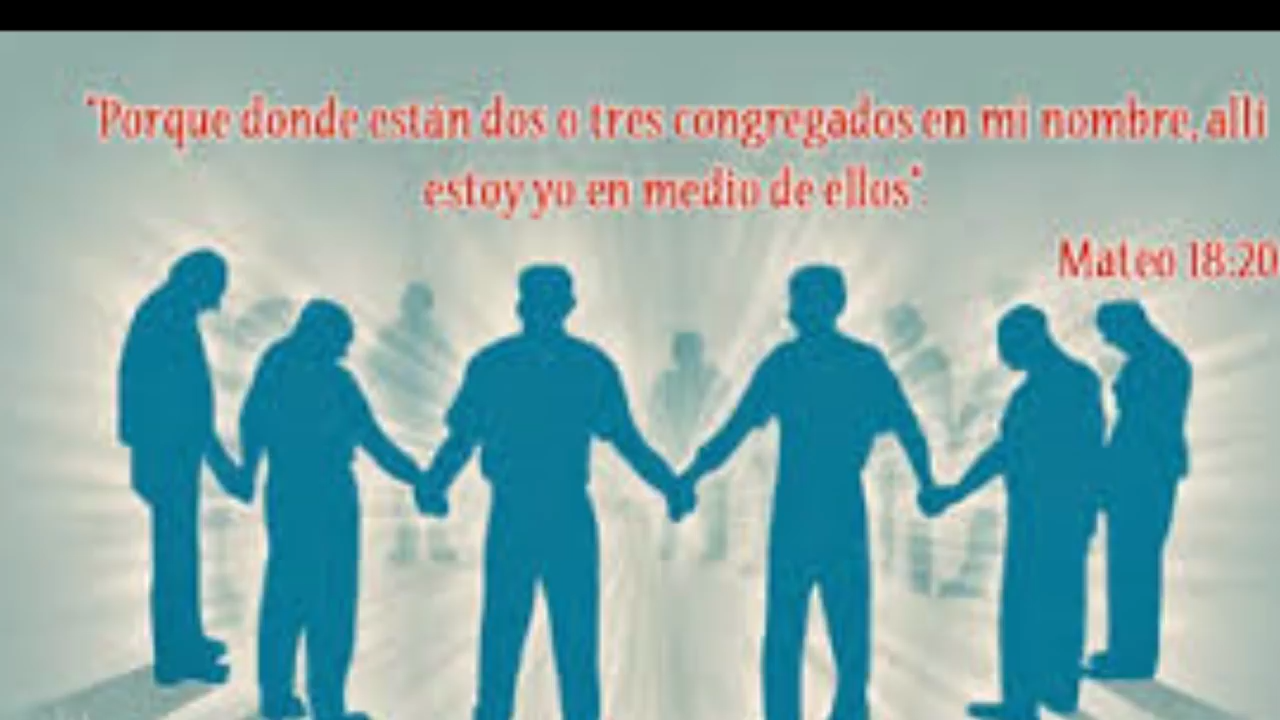 "Porque donde están dos o tres congregados en mi nombre, allí
estoy yo en medio de ellos".
Mateo 18:20